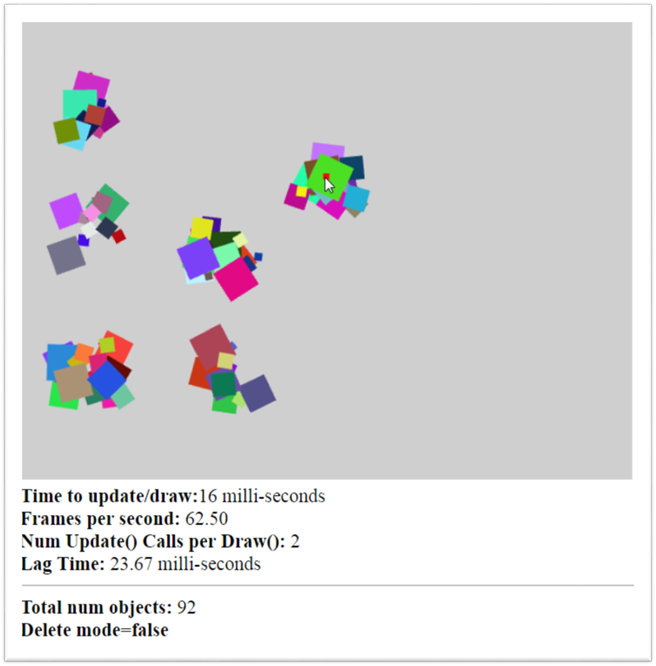 Time to update/draw:16 milli-seconds
Frames per second: 62.50
Num Update() Calls per Draw(): 2
Lag Time: 23.67 milli-seconds
Total num objects: 92
Delete mode=false